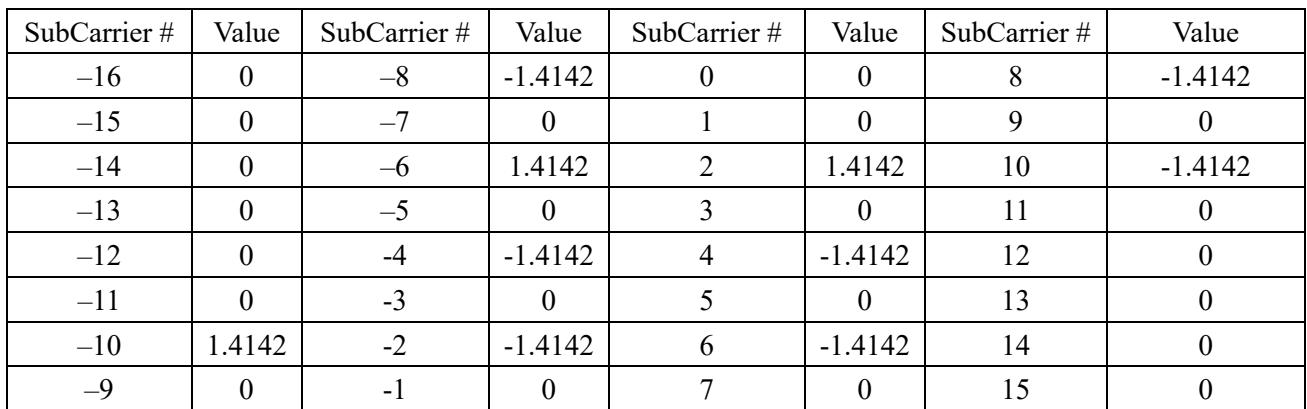 SubCarrier # Value SubCarrier # Value SubCarrier # Value SubCarrier # Value
–16 0 –8 -1.4142 0 0 8 -1.4142
–15 0 –7 0 1 0 9 0
–14 0 –6 1.4142 2 1.4142 10 -1.4142
–13 0 –5 0 3 0 11 0
–12 0 -4 -1.4142 4 -1.4142 12 0
–11 0 -3 0 5 0 13 0
–10 1.4142 -2 -1.4142 6 -1.4142 14 0
–9 0 -1 0 7 0 15 0